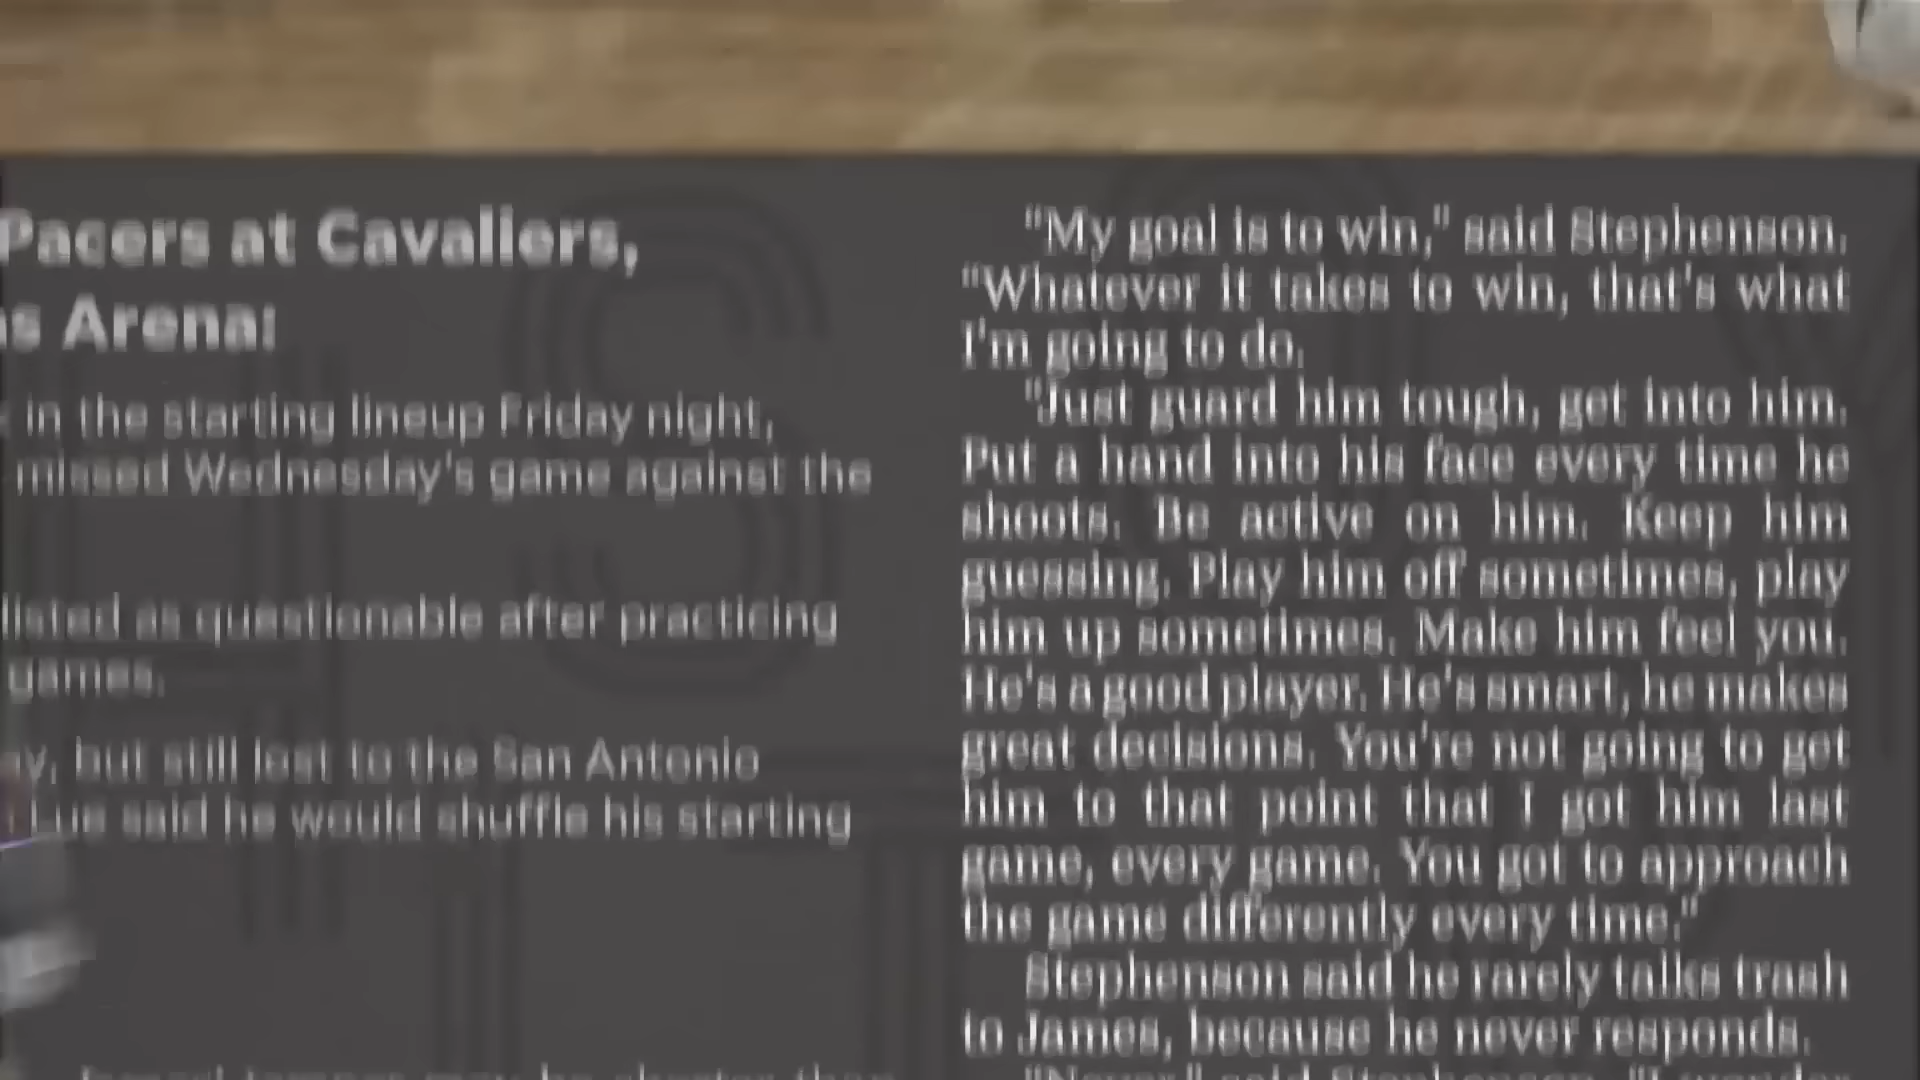 Pacers at Cavaliers,
Arena:
in the starting lineup Friday night,
missed Wednesday's game against the
listed as questionable after practicing
games.
but still lost to the San Antonio
Lue said he would shuffle his starting
"My goal is to win," said Stephenson.
"Whatever it takes to win, that's what
I'm going to do.
"Just guard him tough, get into him.
Put a hand into his face every time he
shoots. Be active on him. Keep him
guessing. Play him off sometimes, play
him up sometimes. Make him feel you.
He's a good player. He's smart, he makes
great decisions. You're not going to get
him to that point that I got him last
game, every game. You got to approach
the game differently every time."
Stephenson said he rarely talks trash
to James, because he never responds.